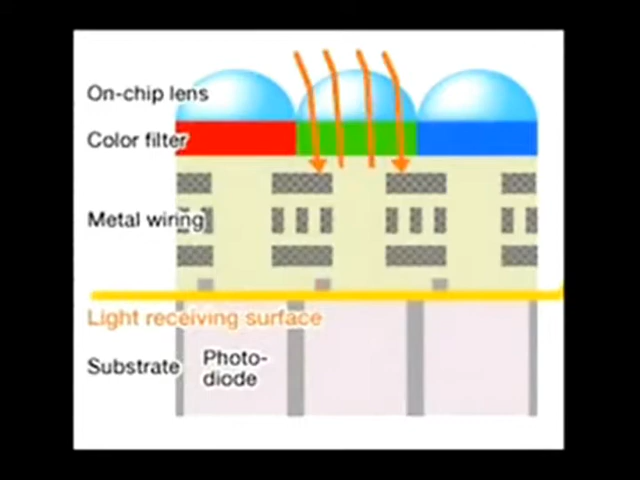 On-chip lens
Color filter
Metal wiring
Light receiving surface
Substrate
Photo-
diode